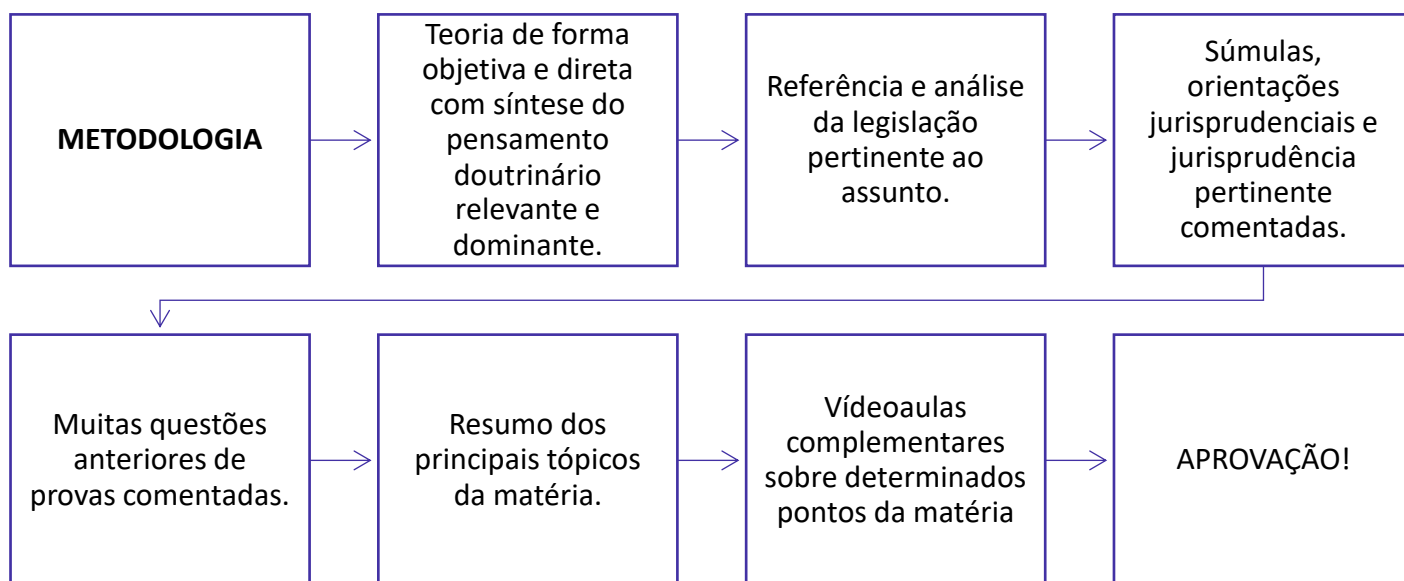 METODOLOGIA
Teoria de forma
objetiva e direta
com síntese do
pensamento
doutrinário
relevante e
dominante.
Referência e análise
da legislação
pertinente ao
assunto.
Súmulas,
orientações
jurisprudenciais e
jurisprudência
pertinente
comentadas.
Muitas questões
anteriores de
provas comentadas.
Resumo dos
principais tópicos
da matéria.
Vídeoaulas
complementares
sobre determinados
pontos da matéria
APROVAÇÃO!